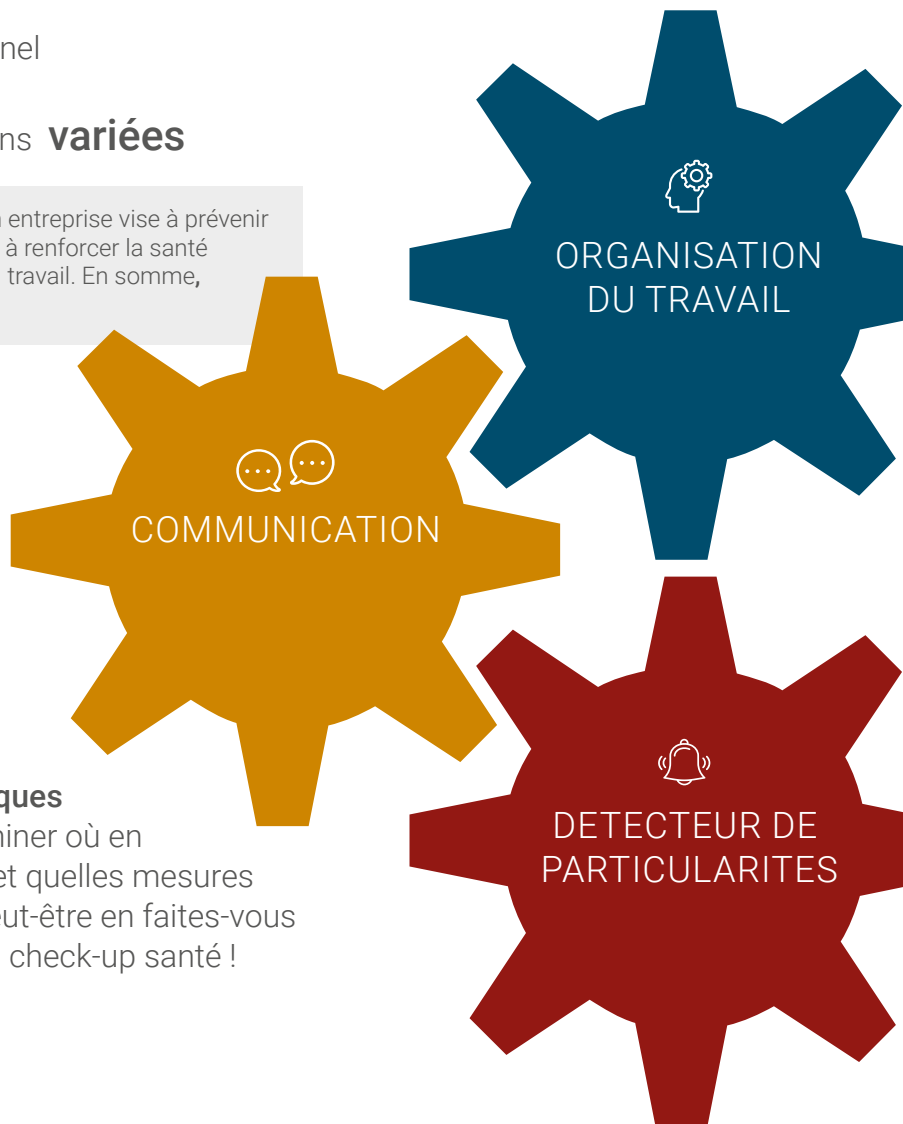 nel
ns variées
entreprise vise à prévenir
à renforcer la santé
travail. En somme,
ORGANISATION
DU TRAVAIL
COMMUNICATION
ques
niner où en
et quelles mesures
eut-être en faites-vous
check-up santé !
DETECTEUR DE
PARTICULARITES